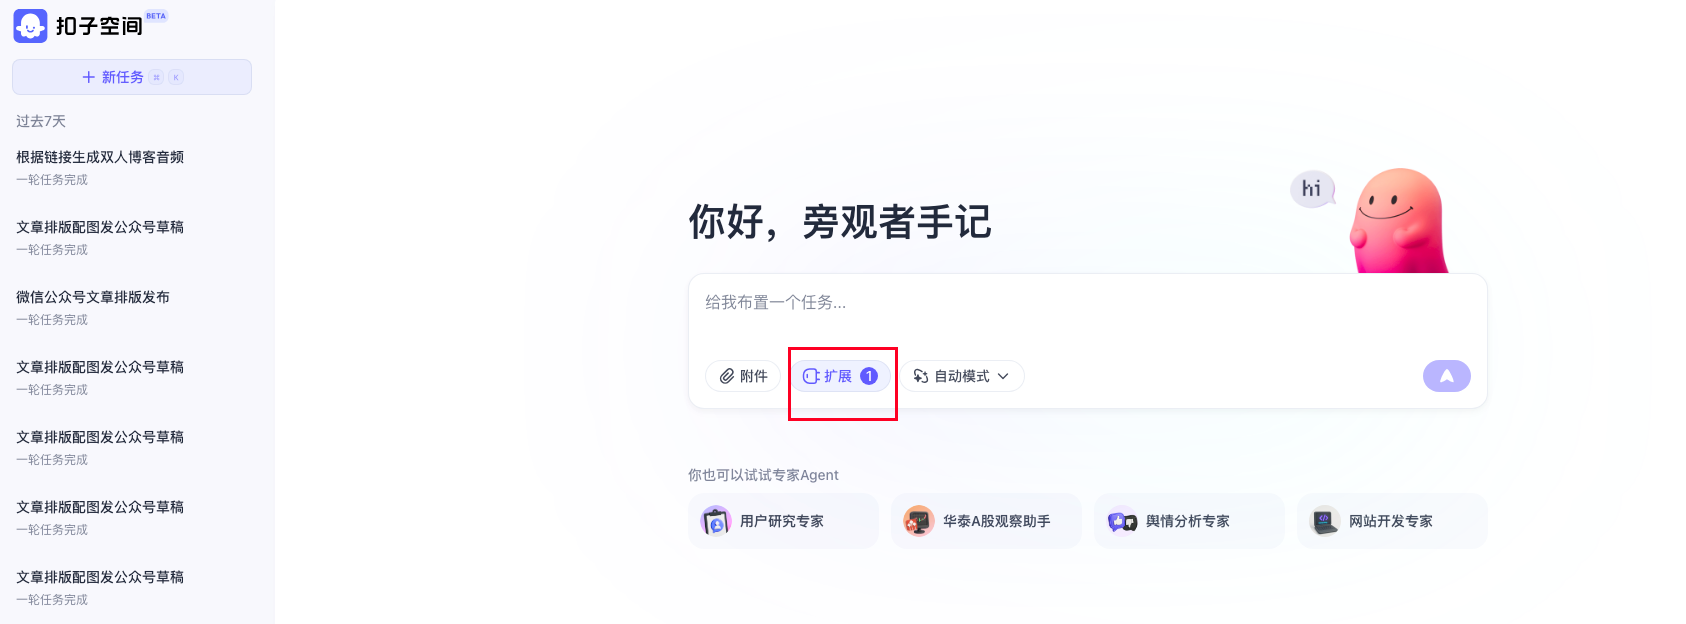 扣子空间 BETA
新任务 ⌘ K
过去7天
根据链接生成双人博客音频
一轮任务完成
文章排版配图发公众号草稿
一轮任务完成
微信公众号文章排版发布
一轮任务完成
文章排版配图发公众号草稿
一轮任务完成
文章排版配图发公众号草稿
一轮任务完成
文章排版配图发公众号草稿
一轮任务完成
文章排版配图发公众号草稿
一轮任务完成
hi
你好，旁观者手记
给我布置一个任务...
附件 扩展 1 自动模式
你也可以试试专家Agent
用户研究专家 华泰A股观察助手 舆情分析专家 网站开发专家